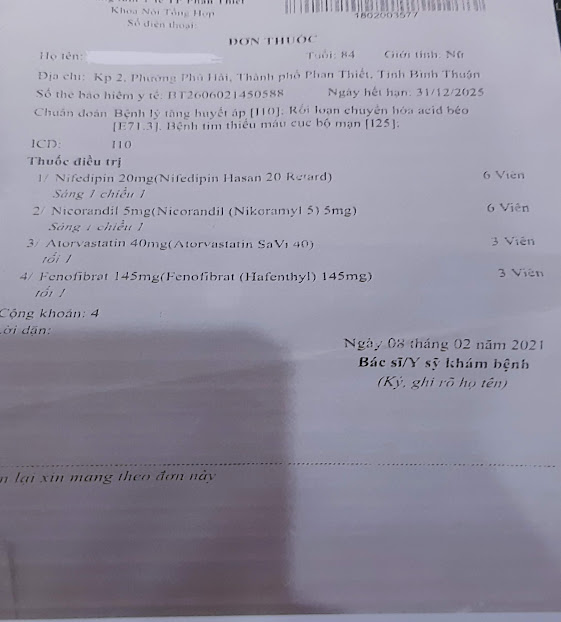 Khoa Nội Tổng Hợp
Số điện thoại:
1802003577
ĐƠN THUỐC
Họ tên: Tuổi: 84 Giới tính: Nữ
Địa chỉ: Kp 2, Phường Phú Hài, Thành phố Phan Thiết, Tỉnh Bình Thuận
Số thẻ bảo hiểm y tế: BT2606021450588 Ngày hết hạn: 31/12/2025
Chuẩn đoán Bệnh lý tăng huyết áp [I10]; Rối loạn chuyển hóa acid béo
[E71.3]; Bệnh tim thiếu máu cục bộ mạn [I25];
ICD: I10
Thuốc điều trị
1/ Nifedipin 20mg(Nifedipin Hasan 20 Retard) 6 Viên
Sáng 1 chiều 1
2/ Nicorandil 5mg(Nicorandil (Nikoramyl 5) 5mg) 6 Viên
Sáng 1 chiều 1
3/ Atorvastatin 40mg(Atorvastatin SaVi 40) 3 Viên
tối 1
4/ Fenofibrat 145mg(Fenofibrat (Hafenthyl) 145mg) 3 Viên
tối 1
Cộng khoản: 4
ời dặn:
Ngày 08 tháng 02 năm 2021
Bác sĩ/Y sỹ khám bệnh
(Ký, ghi rõ họ tên)
lại xin mang theo đơn này